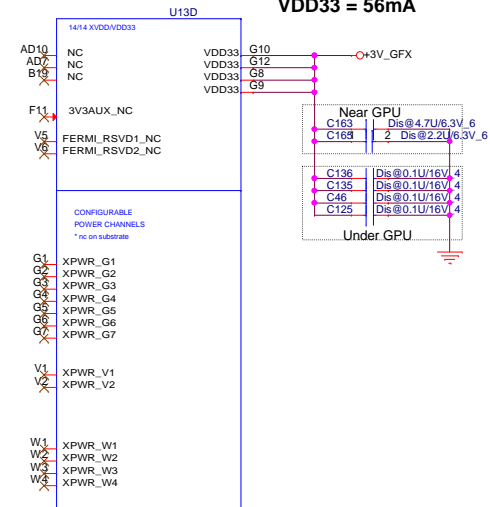 VDD33 = 56mA
U13D
14/14 XVDD/VDD33
AD10 NC VDD33 G10
+3V_GFX
AD7 NC VDD33 G12
B19 NC VDD33 G8
VDD33 G9
F11 3V3AUX_NC
Near GPU
C163 Dis@4.7U/6.3V_6
C165 1 2 Dis@2.2U/6.3V_6
V5 FERMI_RSVD1_NC
V6 FERMI_RSVD2_NC
C136 Dis@0.1U/16V_4
C135 Dis@0.1U/16V_4
C46 Dis@0.1U/16V_4
C125 Dis@0.1U/16V_4
Under GPU
CONFIGURABLE
POWER CHANNELS
* nc on substrate
G1 XPWR_G1
G2 XPWR_G2
G3 XPWR_G3
G4 XPWR_G4
G5 XPWR_G5
G6 XPWR_G6
G7 XPWR_G7
V1 XPWR_V1
V2 XPWR_V2
W1 XPWR_W1
W2 XPWR_W2
W3 XPWR_W3
W4 XPWR_W4